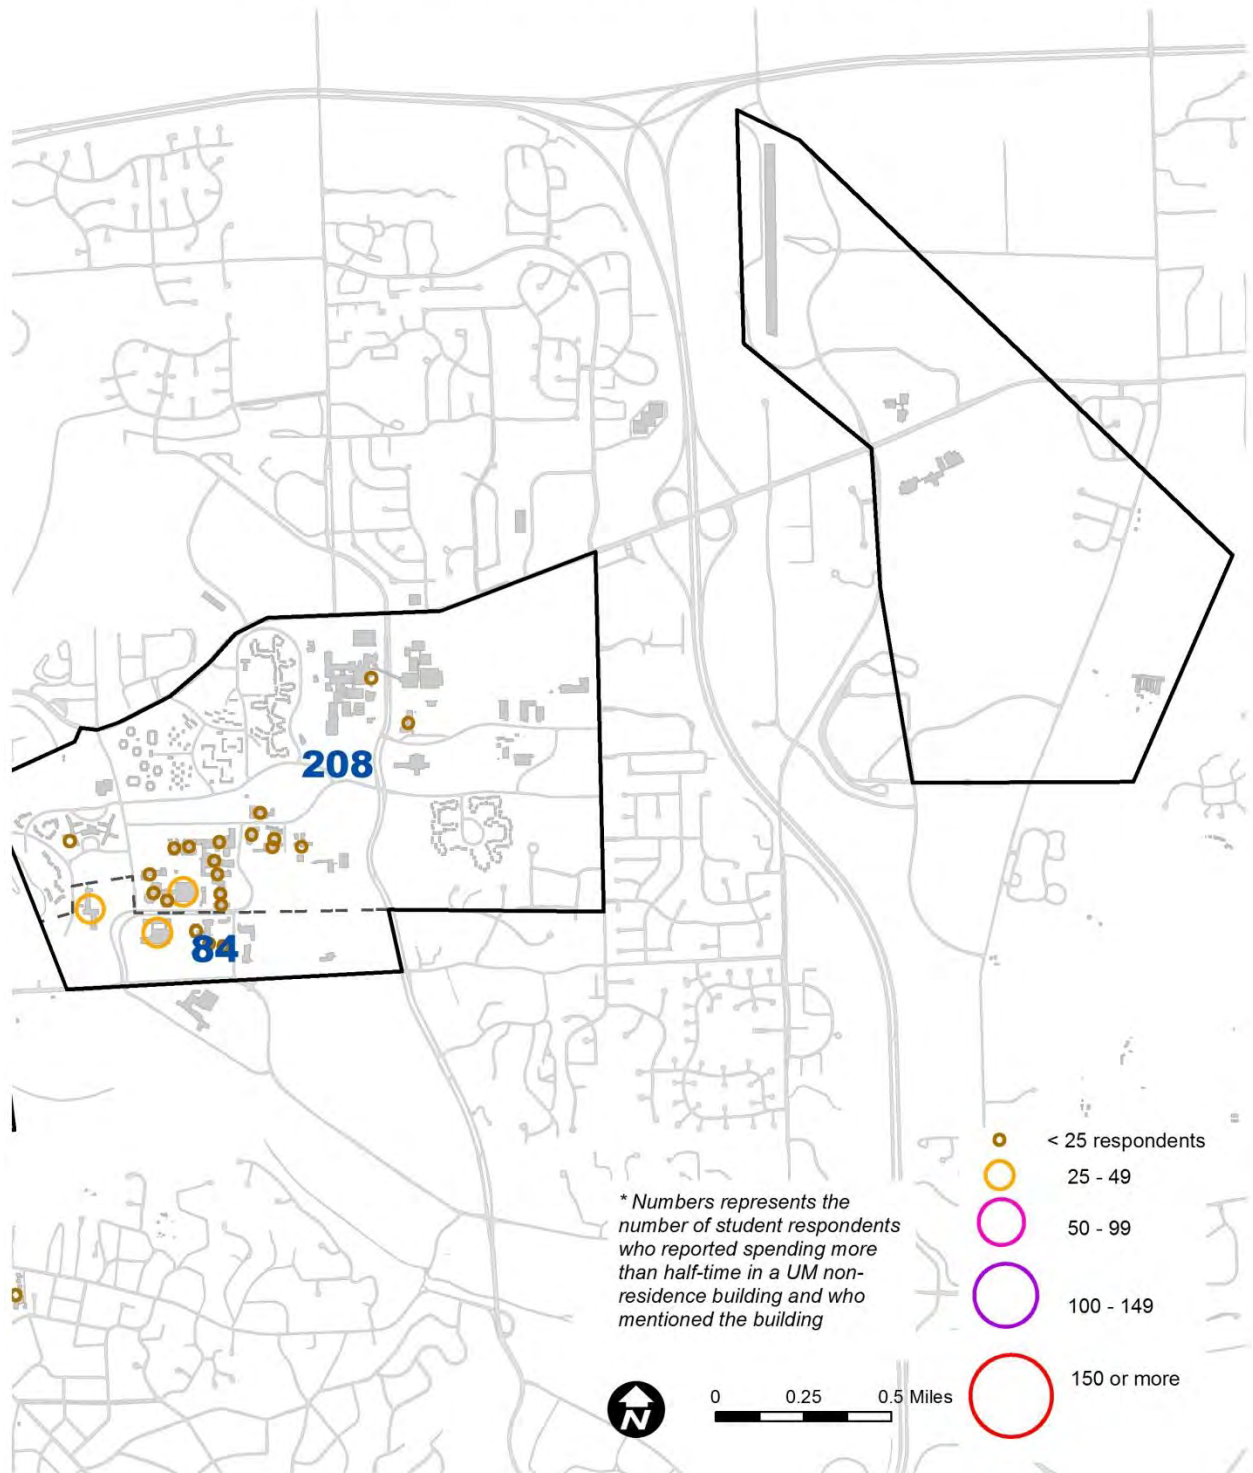 208
84
< 25 respondents
25 - 49
50 - 99
100 - 149
150 or more
* Numbers represents the
number of student respondents
who reported spending more
than half-time in a UM non-
residence building and who
mentioned the building
N
0 0.25 0.5 Miles